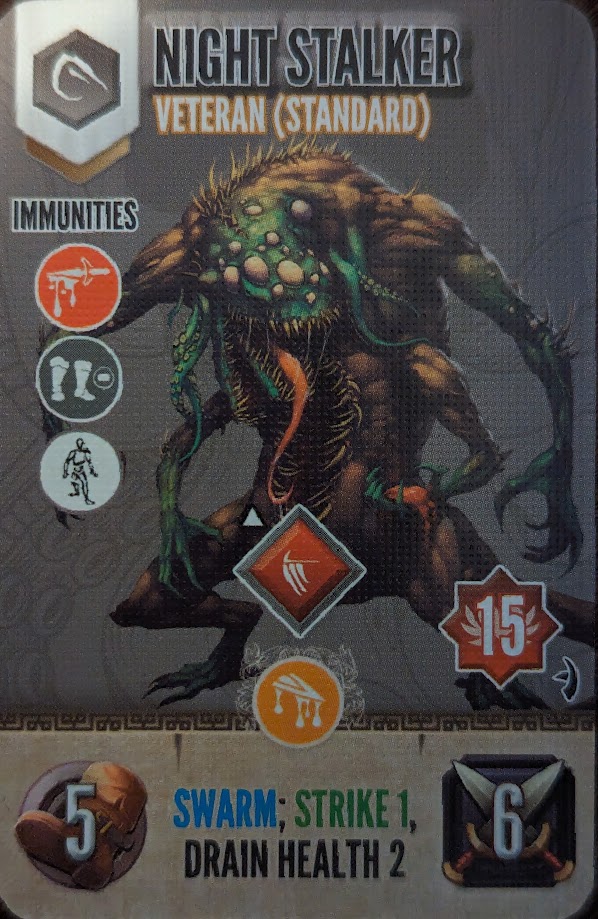 NIGHT STALKER
VETERAN (STANDARD)
IMMUNITIES
15
5
SWARM; STRIKE 1,
DRAIN HEALTH 2
6